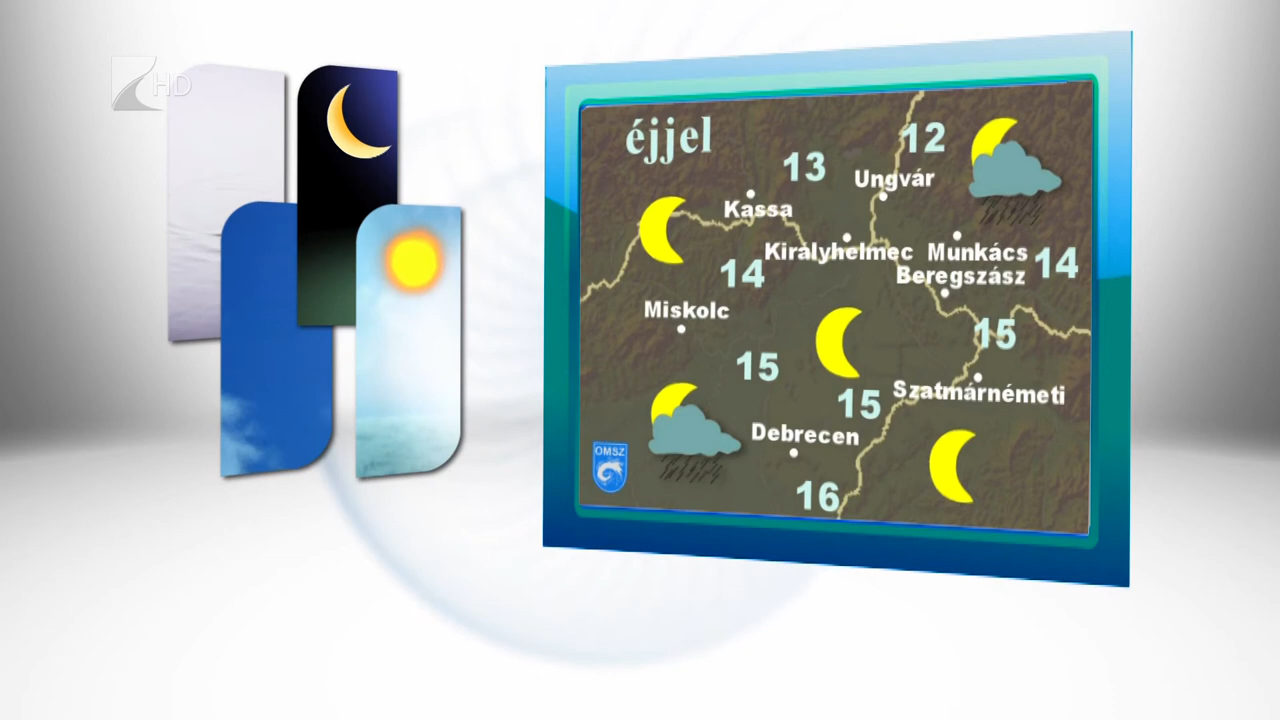 HD
éjjel
12
13
Ungvár
Kassa
Királyhelmec
Munkács
14
14
Beregszász
Miskolc
15
15
Szatmárnémeti
15
Debrecen
OMSZ
16